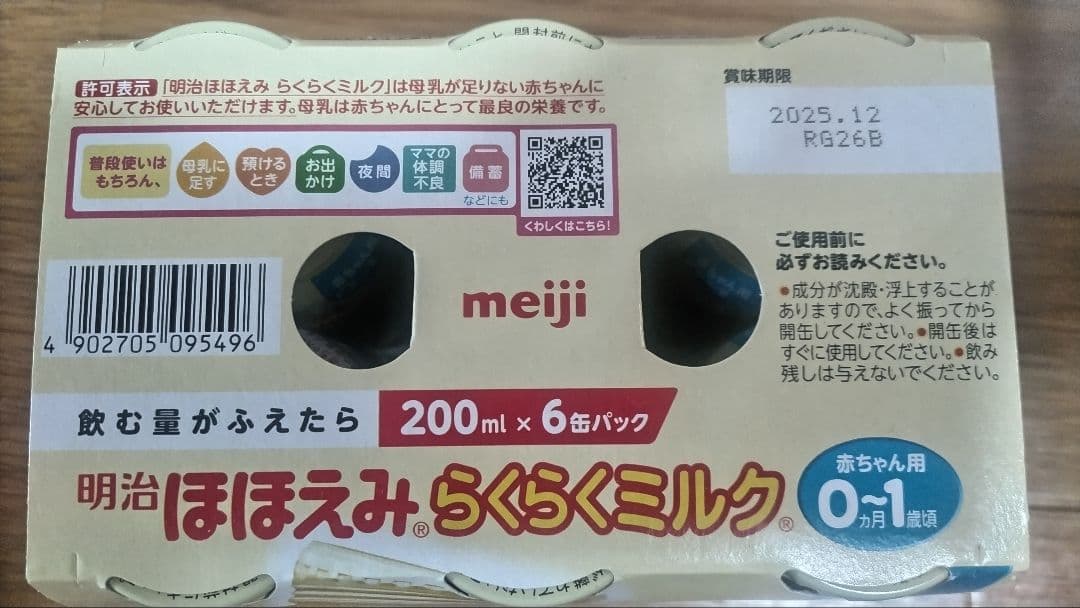 許可表示 「明治ほほえみ らくらくミルク」は母乳が足りない赤ちゃんに
安心してお使いいただけます。母乳は赤ちゃんにとって最良の栄養です。
普段使いは
もちろん、
母乳に
足す
預ける
とき
お出
かけ
夜間
ママの
体調
不良
備蓄
などにも
くわしくはこちら!
賞味期限
2025.12
RG26B
4 902705 095496
meiji
ご使用前に
必ずお読みください。
●成分が沈殿・浮上することが
ありますので、よく振ってから
開缶してください。●開缶後は
すぐに使用してください。●飲み
残しは与えないでください。
飲む量がふえたら
200ml × 6缶パック
明治ほほえみ®らくらくミルク®
赤ちゃん用
0ヵ月~1歳頃